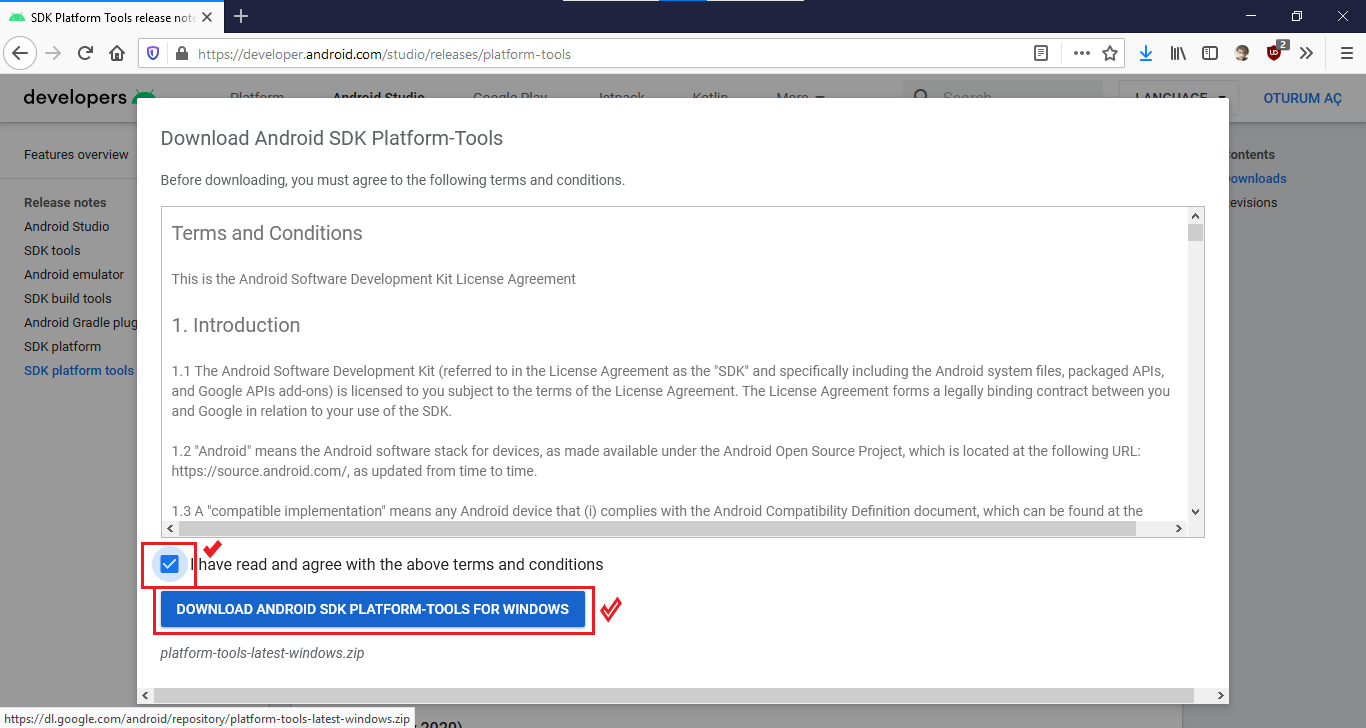 SDK Platform Tools release note
https://developer.android.com/studio/releases/platform-tools
2
developers
Platform
Android Studio
Google Play
Jetpack
Kotlin
More
Search
LANGUAGE
OTURUM AÇ
Features overview
Release notes
Android Studio
SDK tools
Android emulator
SDK build tools
Android Gradle plug
SDK platform
SDK platform tools
Download Android SDK Platform-Tools
Before downloading, you must agree to the following terms and conditions.
Terms and Conditions
This is the Android Software Development Kit License Agreement
1. Introduction
1.1 The Android Software Development Kit (referred to in the License Agreement as the "SDK" and specifically including the Android system files, packaged APIs,
and Google APIs add-ons) is licensed to you subject to the terms of the License Agreement. The License Agreement forms a legally binding contract between you
and Google in relation to your use of the SDK.
1.2 "Android" means the Android software stack for devices, as made available under the Android Open Source Project, which is located at the following URL:
https://source.android.com/, as updated from time to time.
1.3 A "compatible implementation" means any Android device that (i) complies with the Android Compatibility Definition document, which can be found at the
I have read and agree with the above terms and conditions
DOWNLOAD ANDROID SDK PLATFORM-TOOLS FOR WINDOWS
platform-tools-latest-windows.zip
ontents
ownloads
evisions
https://dl.google.com/android/repository/platform-tools-latest-windows.zip
2020)